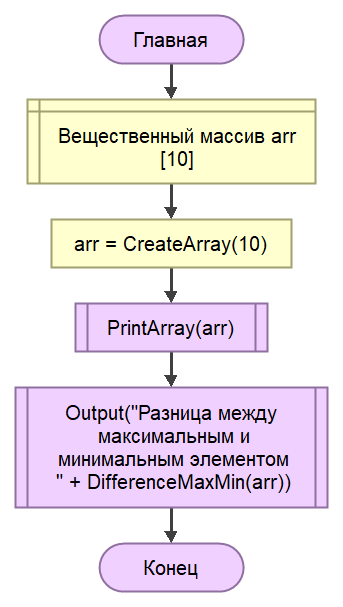 Главная
Вещественный массив arr
[10]
arr = CreateArray(10)
PrintArray(arr)
Output("Разница между
максимальным и
минимальным элементом
" + DifferenceMaxMin(arr))
Конец